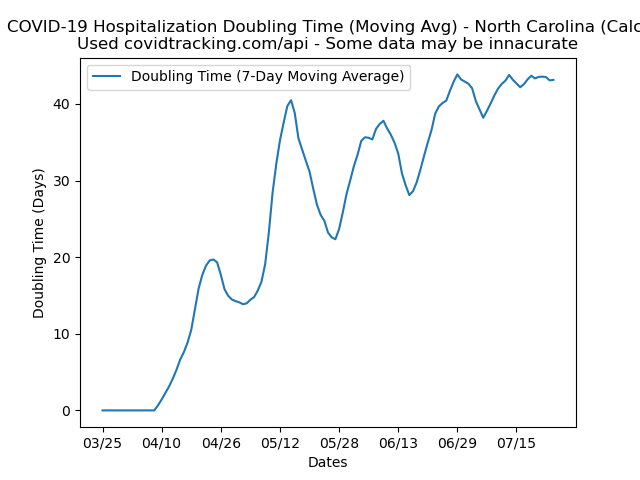 COVID-19 Hospitalization Doubling Time (Moving Avg) - North Carolina (Calc
Used covidtracking.com/api - Some data may be innacurate
Doubling Time (7-Day Moving Average)
Doubling Time (Days)
40
30
20
10
0
03/25 04/10 04/26 05/12 05/28 06/13 06/29 07/15
Dates